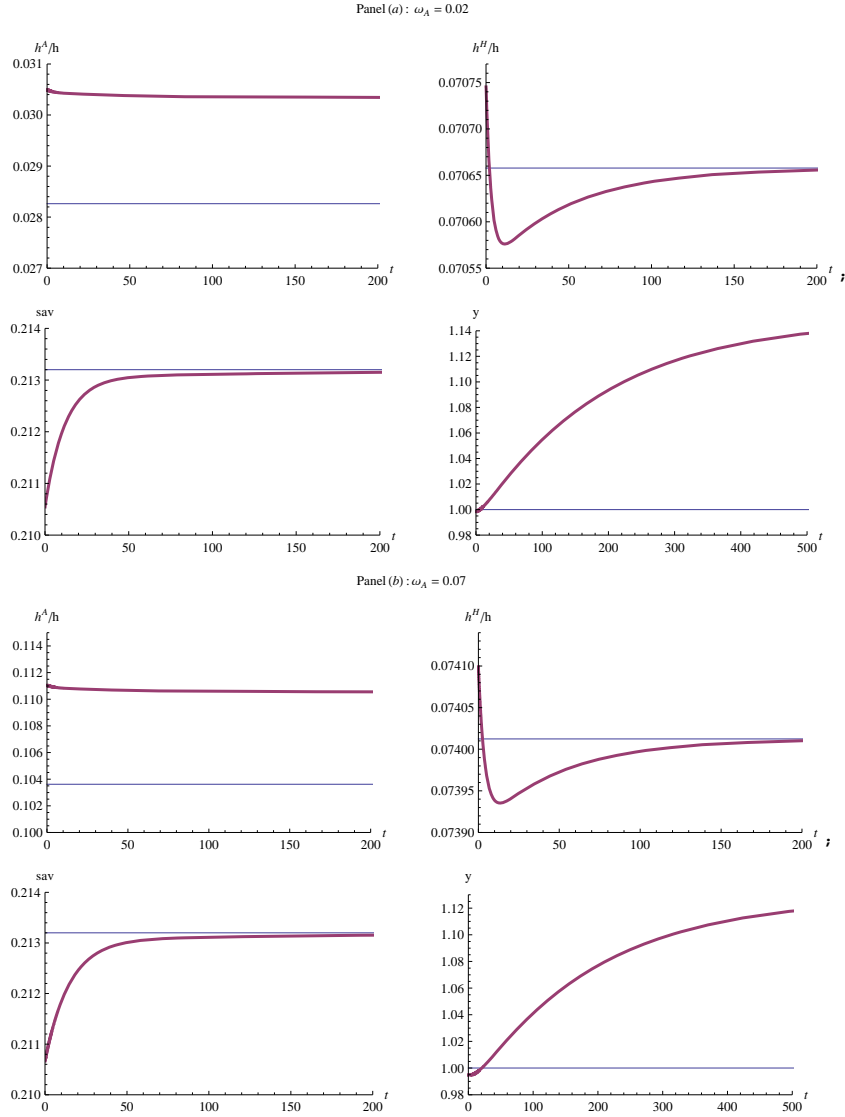 Panel (a) : ω_A = 0.02
h^A/h
0.031
0.030
0.029
0.028
0.027
0 50 100 150 200 t
h^H/h
0.07075
0.07070
0.07065
0.07060
0.07055
0 50 100 150 200 t ;
sav
0.214
0.213
0.212
0.211
0.210
0 50 100 150 200 t
y
1.14
1.12
1.10
1.08
1.06
1.04
1.02
1.00
0.98
0 100 200 300 400 500 t
Panel (b) : ω_A = 0.07
h^A/h
0.114
0.112
0.110
0.108
0.106
0.104
0.102
0.100
0 50 100 150 200 t
h^H/h
0.07410
0.07405
0.07400
0.07395
0.07390
0 50 100 150 200 t ;
sav
0.214
0.213
0.212
0.211
0.210
0 50 100 150 200 t
y
1.12
1.10
1.08
1.06
1.04
1.02
1.00
0.98
0 100 200 300 400 500 t